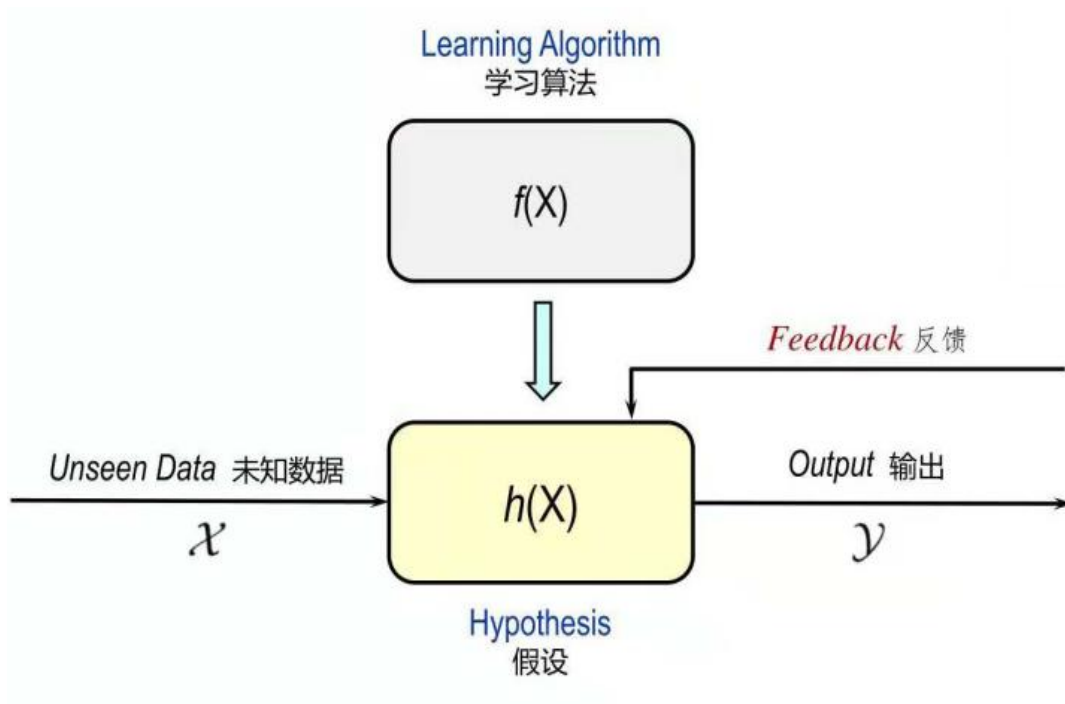 Learning Algorithm
学习算法
f(X)
Feedback 反馈
Unseen Data 未知数据
Output 输出
h(X)
𝒳
𝒴
Hypothesis
假设